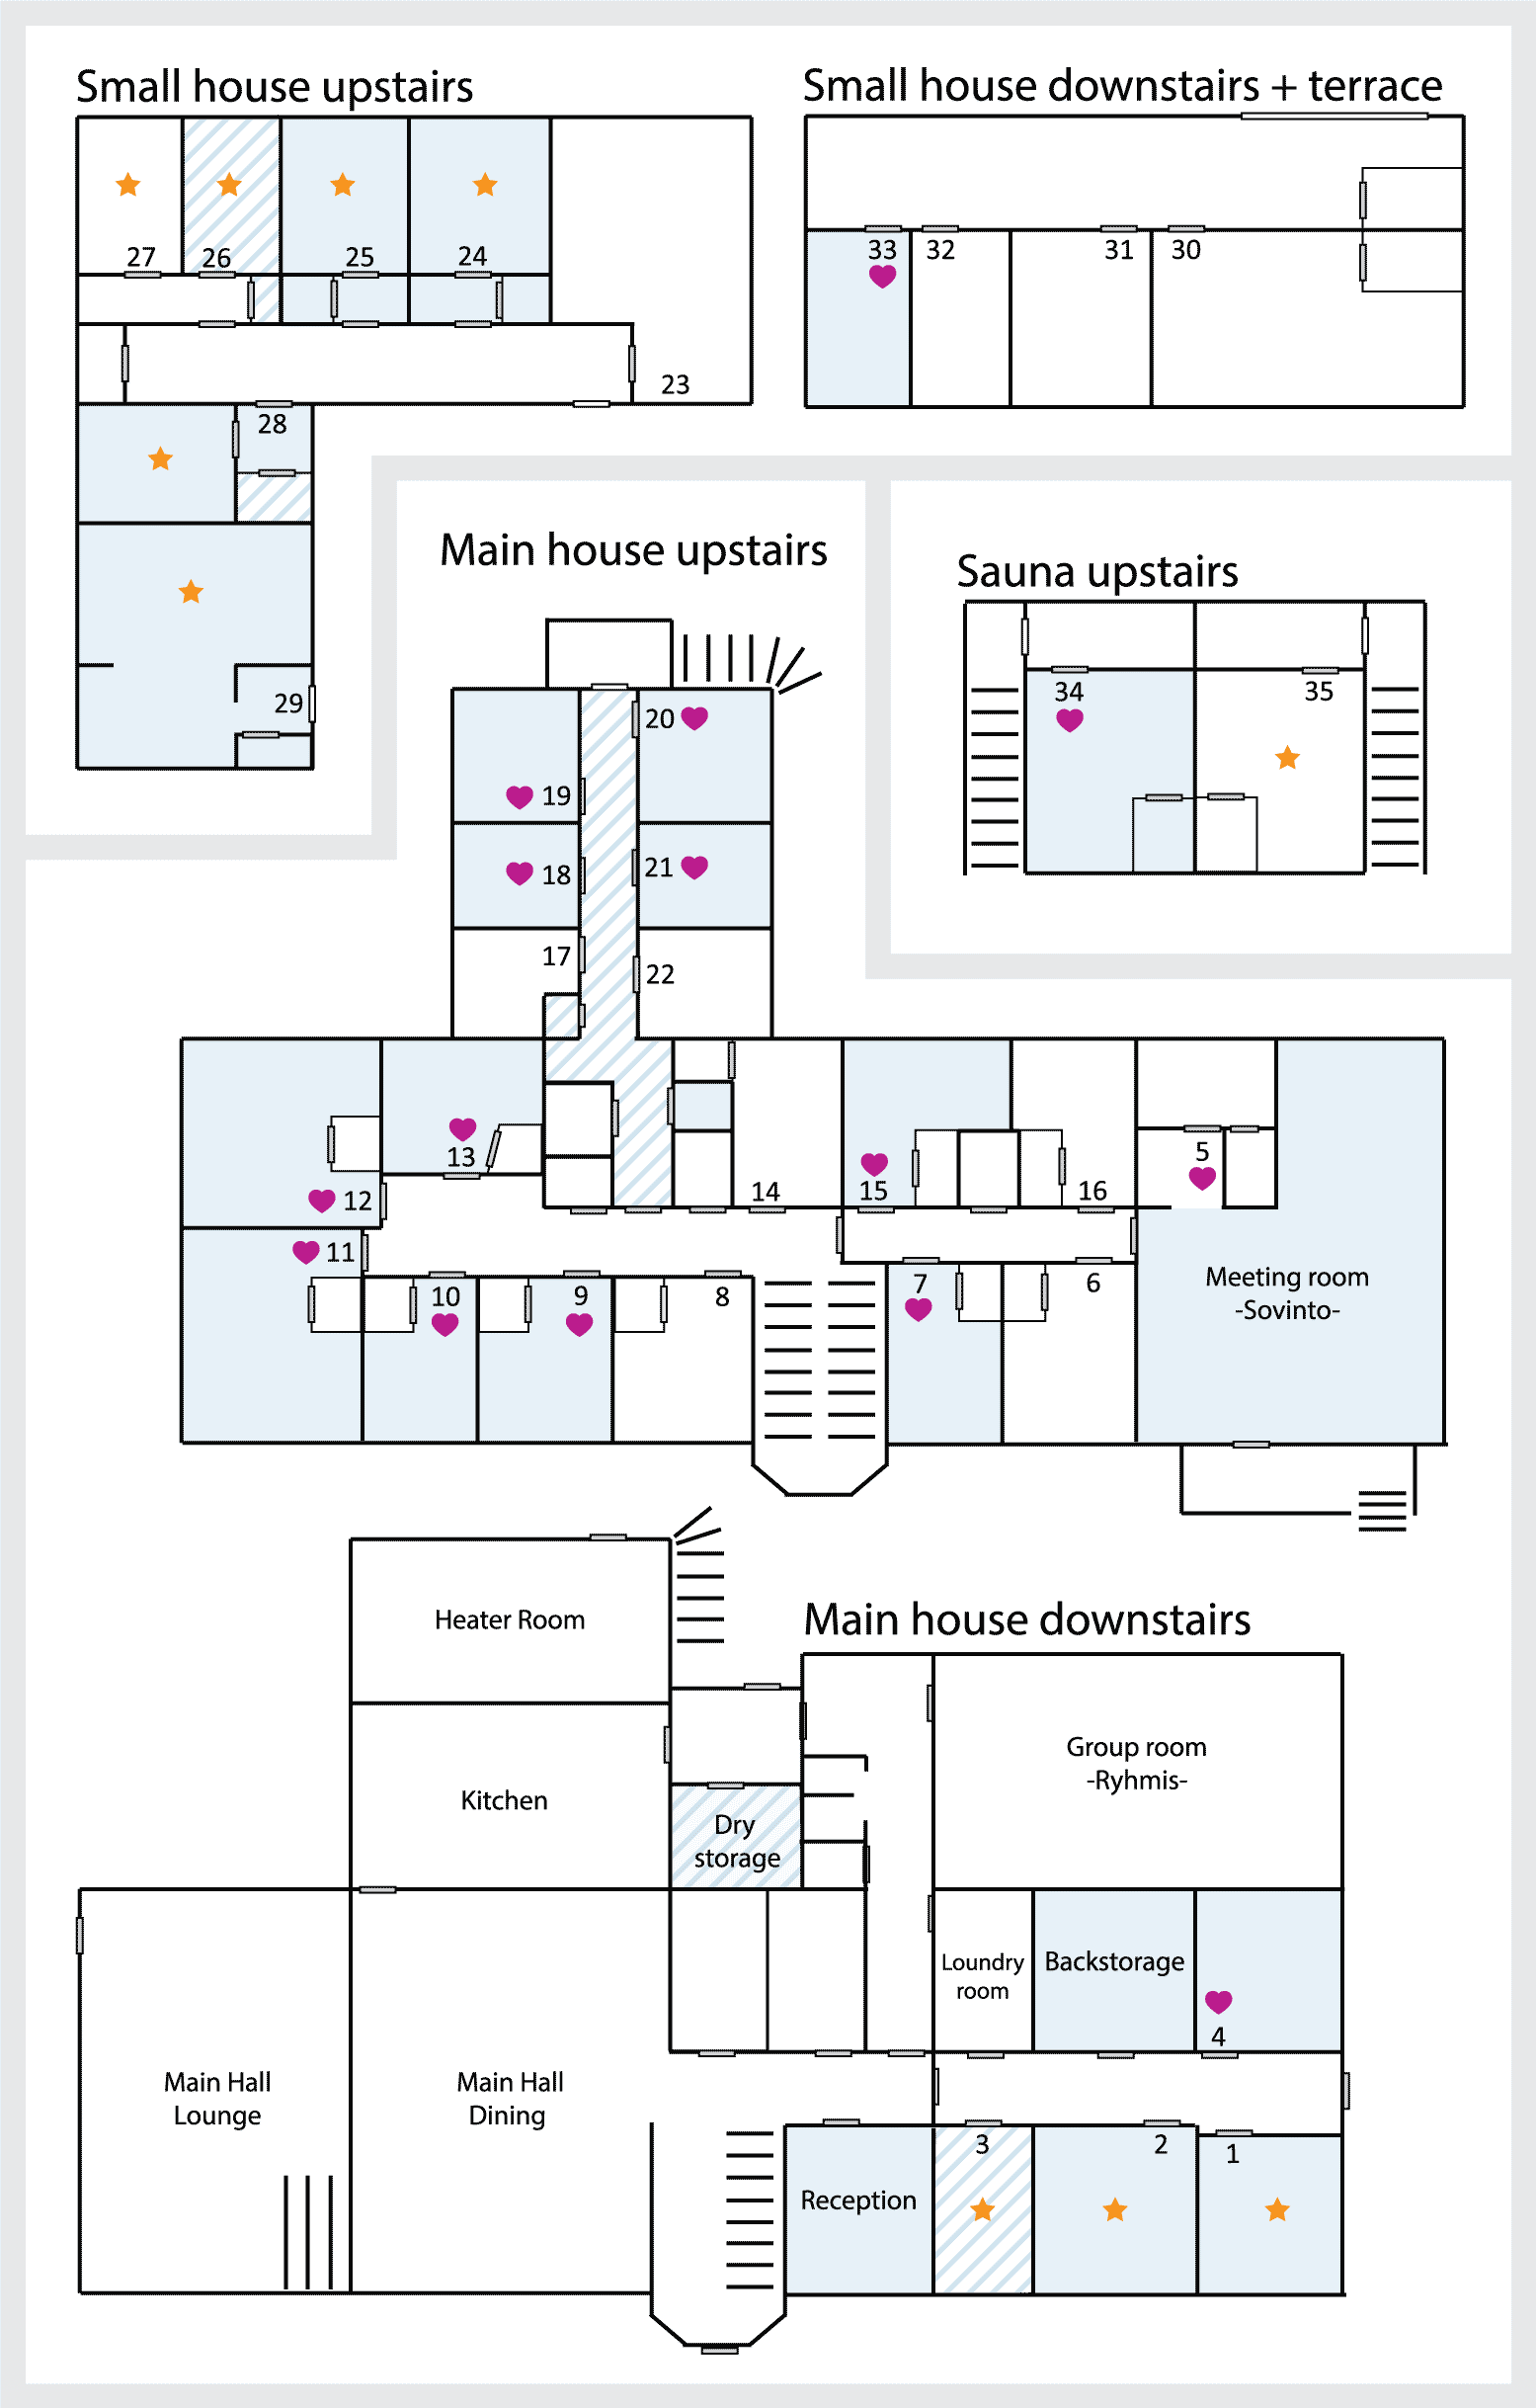 Small house upstairs
27
26
25
24
23
28
29
Small house downstairs + terrace
33
32
31
30
Main house upstairs
20
19
18
21
17
22
13
12
14
15
16
5
11
10
9
8
7
6
Meeting room
-Sovinto-
Sauna upstairs
34
35
Main house downstairs
Heater Room
Kitchen
Dry
storage
Group room
-Ryhmis-
Loundry
room
Backstorage
4
Main Hall
Lounge
Main Hall
Dining
Reception
3
2
1